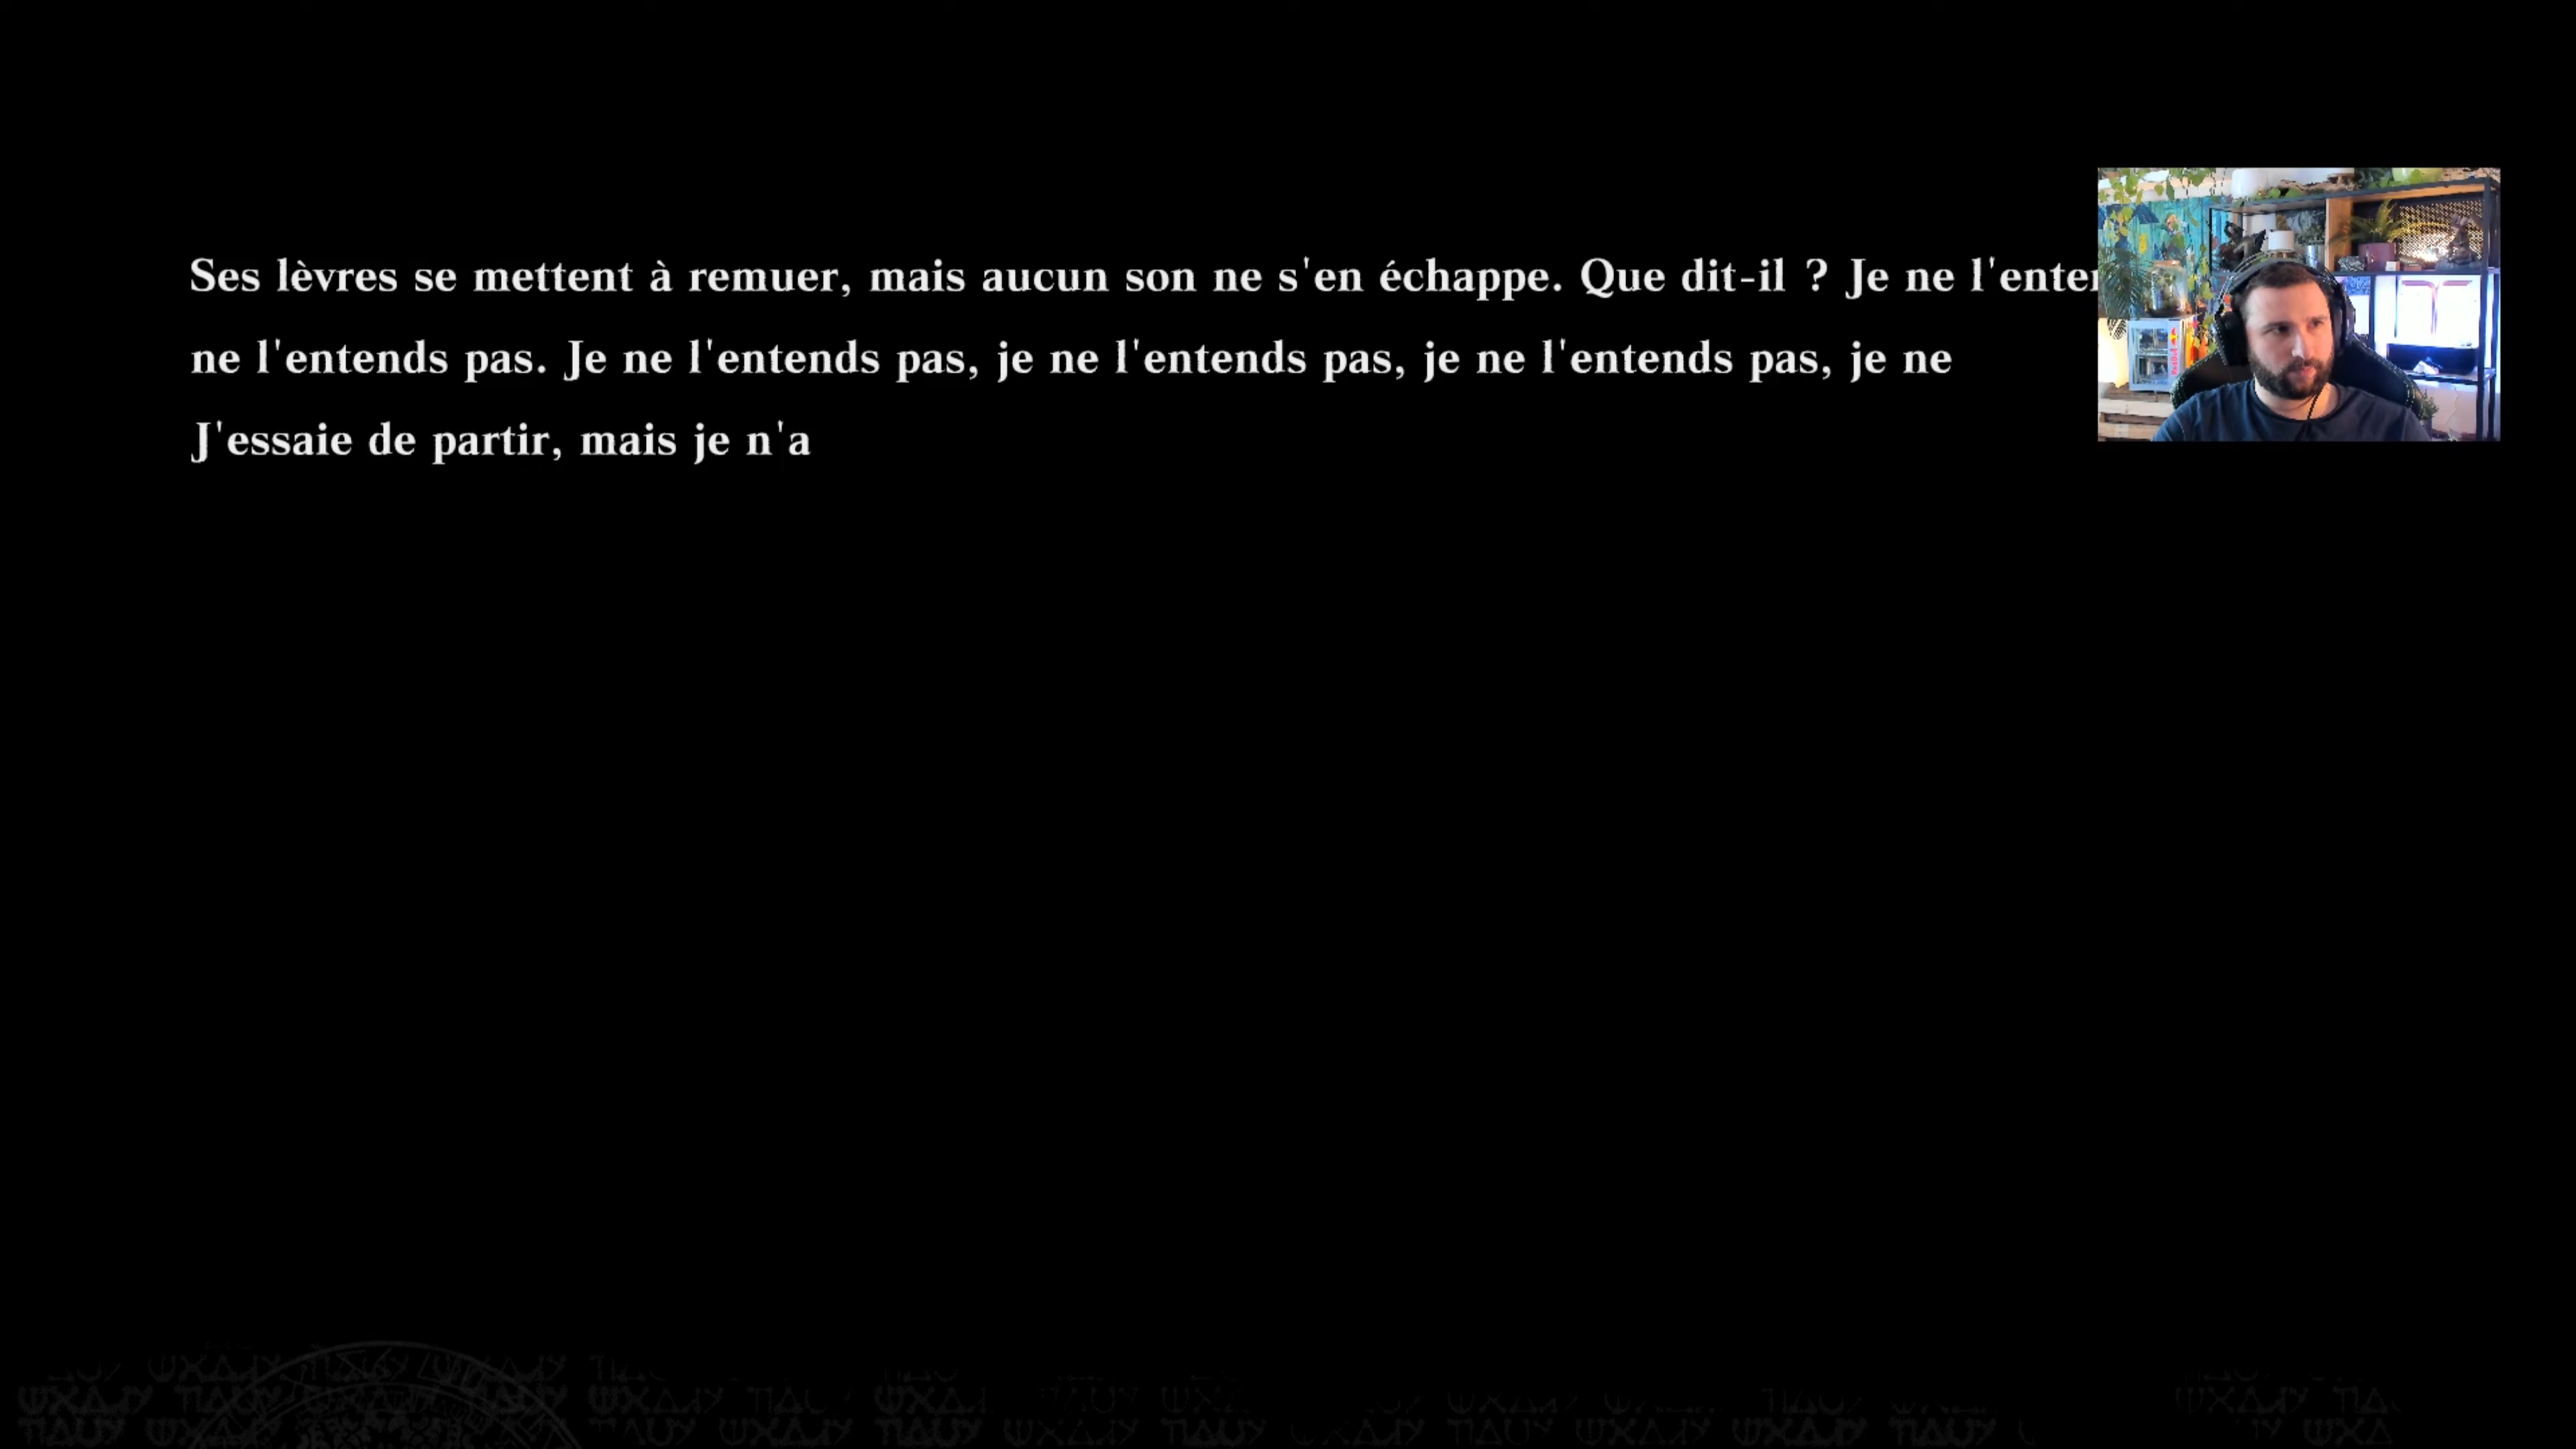 Ses lèvres se mettent à remuer, mais aucun son ne s'en échappe. Que dit-il ? Je ne
ne l'entends pas. Je ne l'entends pas, je ne l'entends pas, je ne l'entends pas, je ne
J'essaie de partir, mais je n'a